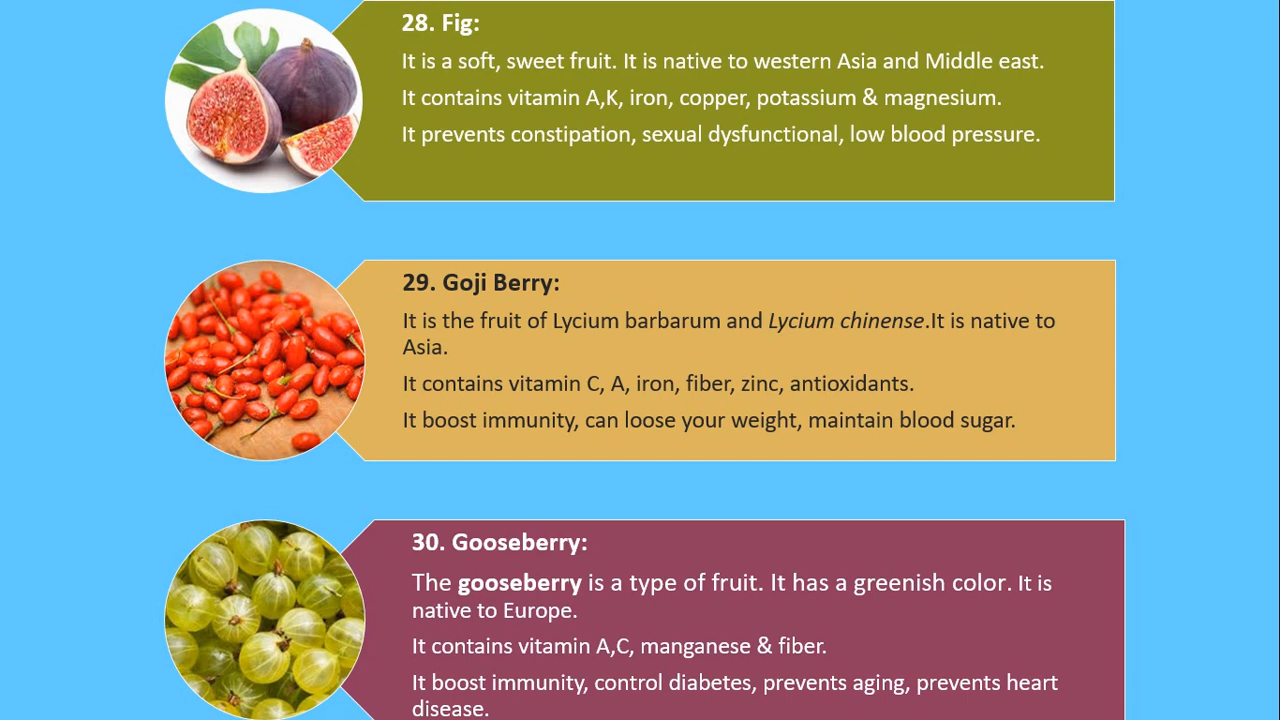 28. Fig:
It is a soft, sweet fruit. It is native to western Asia and Middle east.
It contains vitamin A,K, iron, copper, potassium & magnesium.
It prevents constipation, sexual dysfunctional, low blood pressure.
29. Goji Berry:
It is the fruit of Lycium barbarum and Lycium chinense.It is native to
Asia.
It contains vitamin C, A, iron, fiber, zinc, antioxidants.
It boost immunity, can loose your weight, maintain blood sugar.
30. Gooseberry:
The gooseberry is a type of fruit. It has a greenish color. It is
native to Europe.
It contains vitamin A,C, manganese & fiber.
It boost immunity, control diabetes, prevents aging, prevents heart
disease.